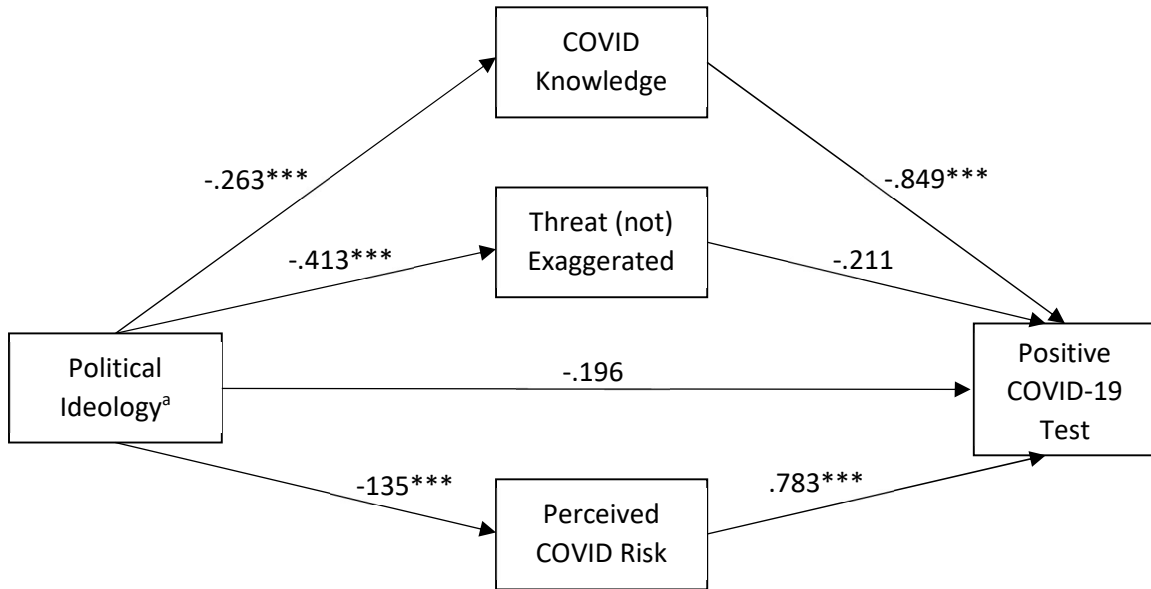 COVID
Knowledge
-.263***
-.849***
Threat (not)
Exaggerated
-.413***
-.211
Political
Ideologyᵃ
-.196
Positive
COVID-19
Test
-135***
.783***
Perceived
COVID Risk